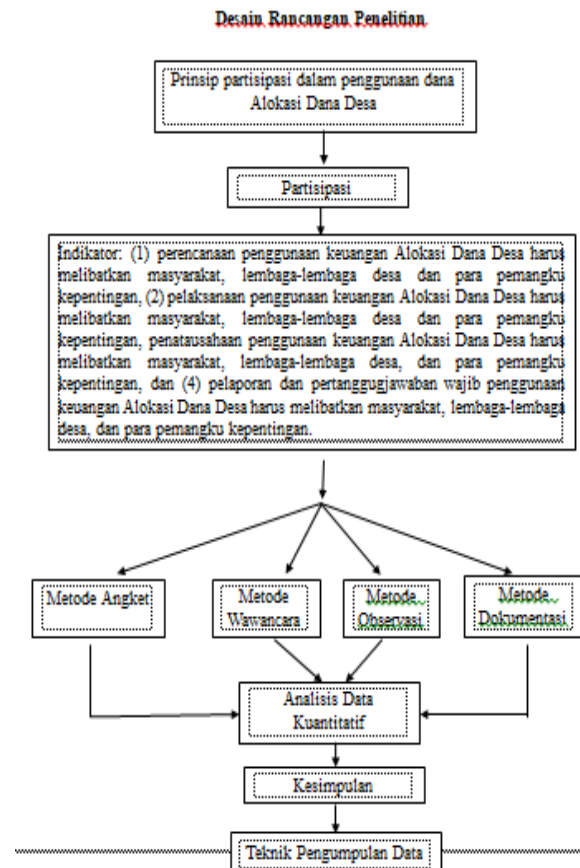 Desain Rancangan Penelitian
Prinsip partisipasi dalam penggunaan dana
Alokasi Dana Desa
Partisipasi
Indikator: (1) perencanaan penggunaan keuangan Alokasi Dana Desa harus
melibatkan masyarakat, lembaga-lembaga desa dan para pemangku
kepentingan, (2) pelaksanaan penggunaan keuangan Alokasi Dana Desa harus
melibatkan masyarakat, lembaga-lembaga desa dan para pemangku
kepentingan, penatausahaan penggunaan keuangan Alokasi Dana Desa harus
melibatkan masyarakat, lembaga-lembaga desa, dan para pemangku
kepentingan, dan (4) pelaporan dan pertanggugjawaban wajib penggunaan
keuangan Alokasi Dana Desa harus melibatkan masyarakat, lembaga-lembaga
desa, dan para pemangku kepentingan.
Metode Angket
Metode
Wawancara
Metode
Observasi
Metode
Dokumentasi
Analisis Data
Kuantitatif
Kesimpulan
Teknik Pengumpulan Data